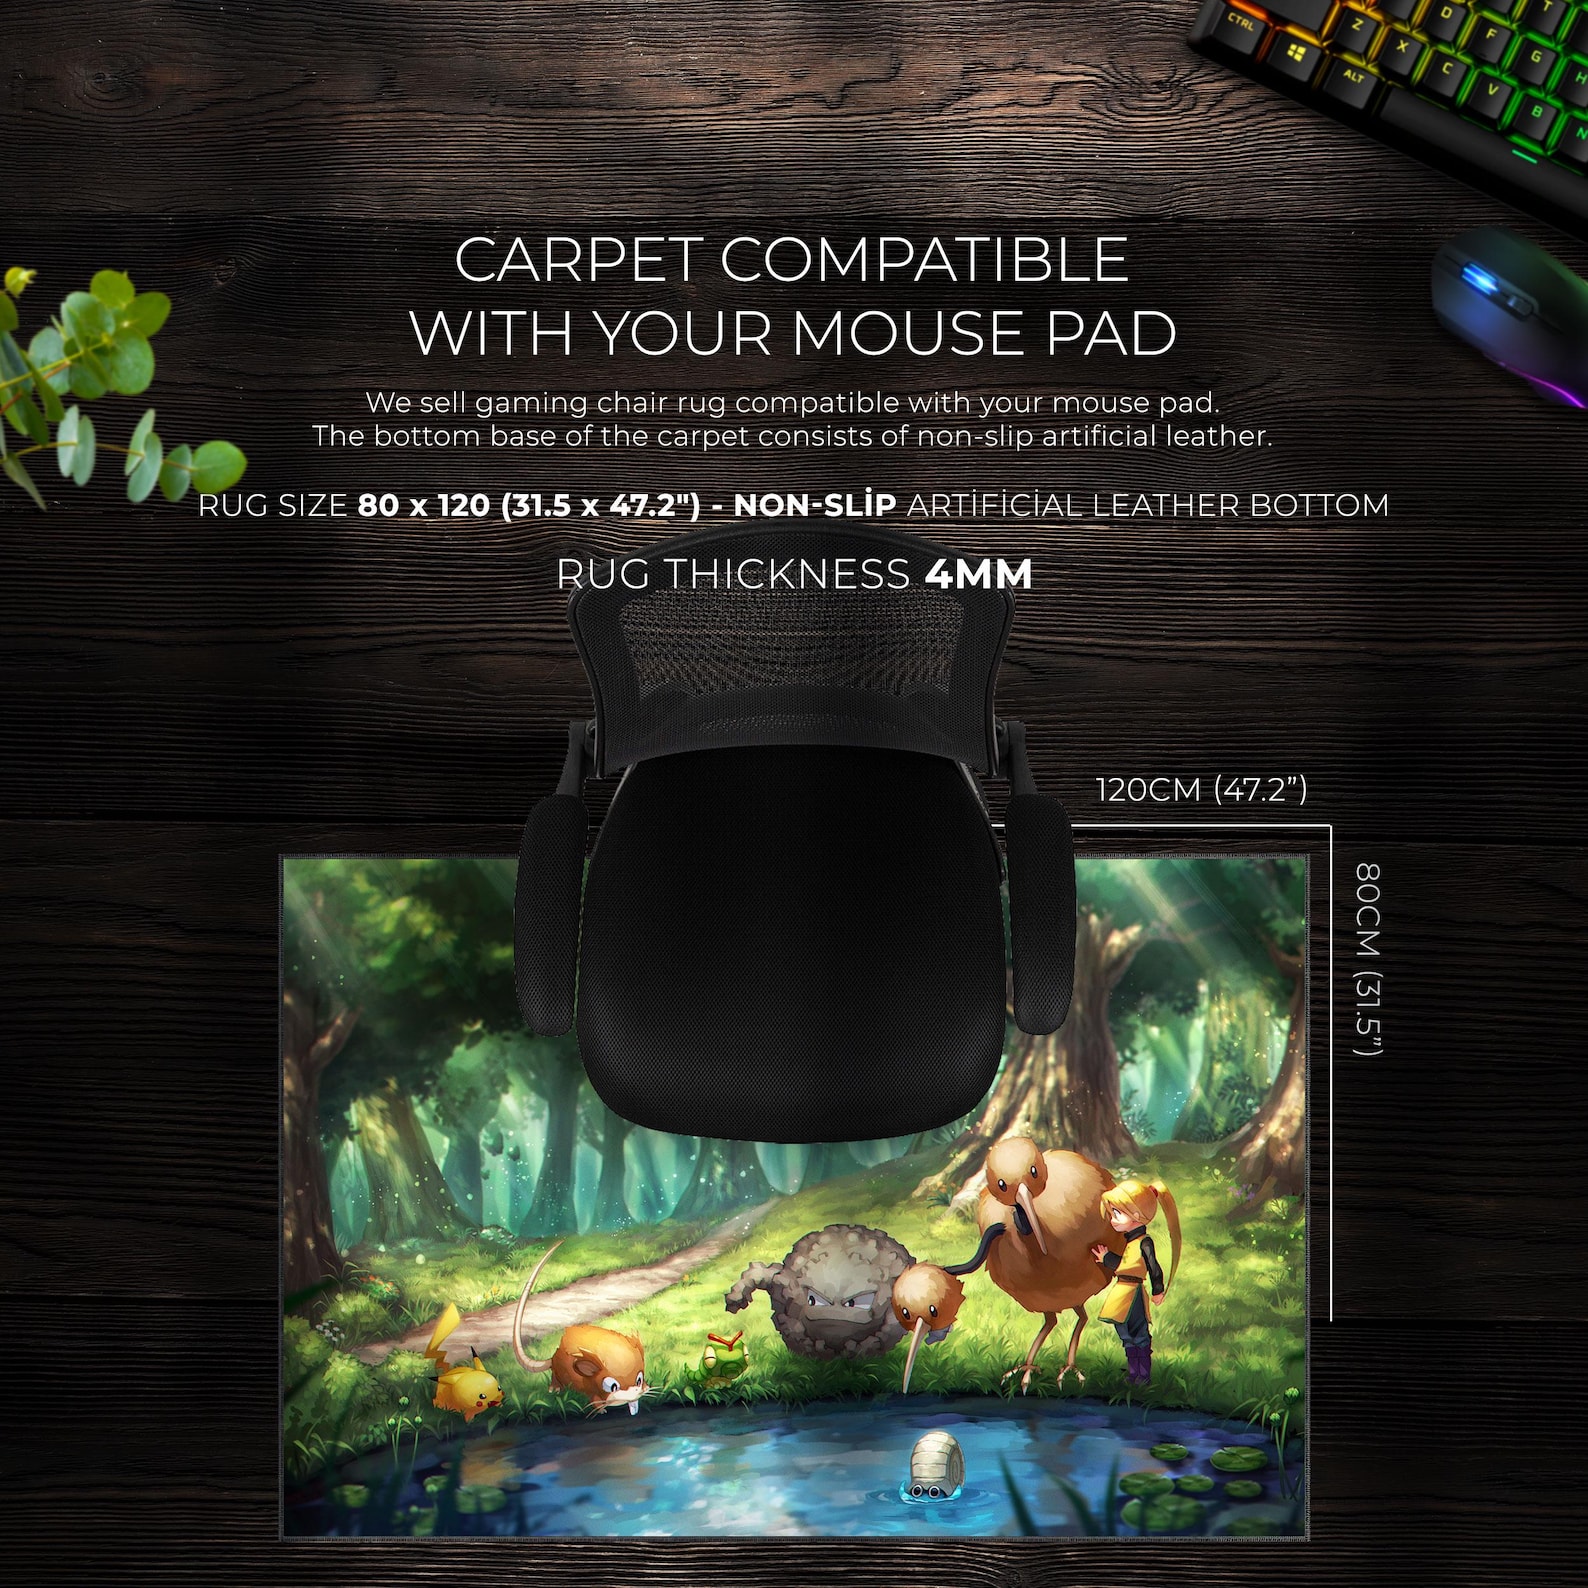 CARPET COMPATIBLE
WITH YOUR MOUSE PAD
We sell gaming chair rug compatible with your mouse pad.
The bottom base of the carpet consists of non-slip artificial leather.
RUG SIZE 80 x 120 (31.5 x 47.2") - NON-SLİP ARTİFİCİAL LEATHER BOTTOM
RUG THICKNESS 4MM
120CM (47.2”)
80CM (31.5”)
CTRL
ALT
Z
X
C
V
B
N
D
F
G
H
T